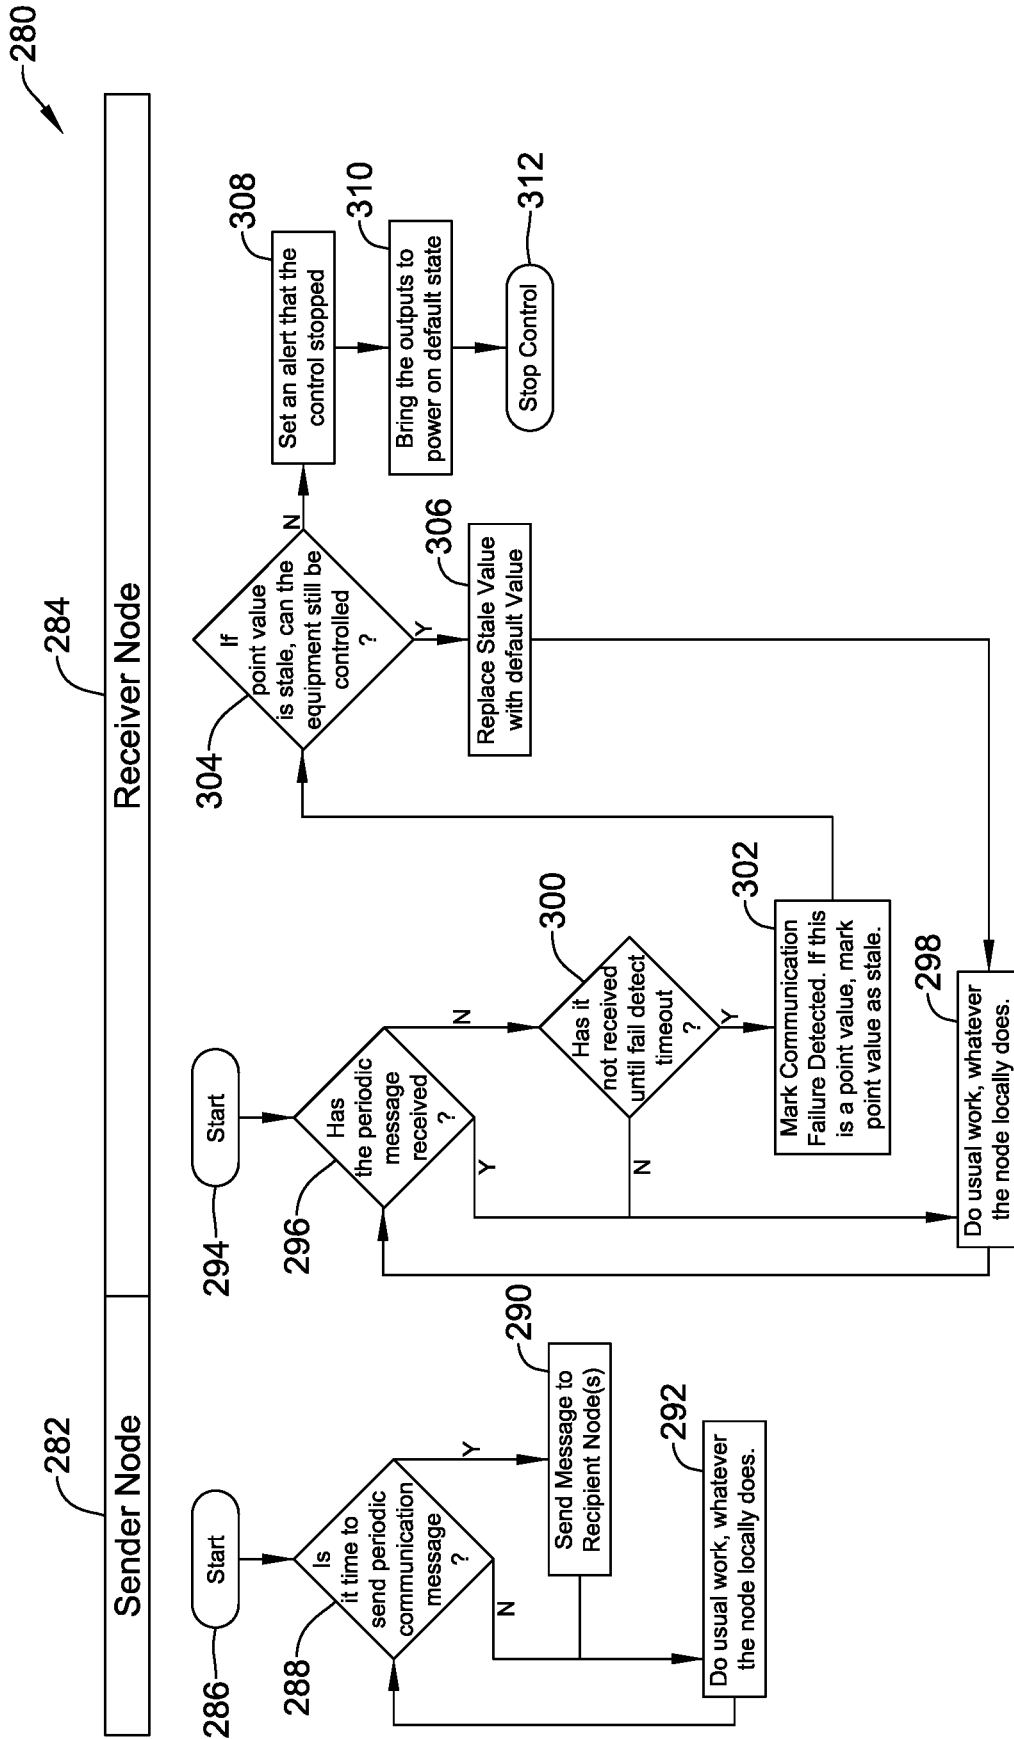 280
282
284
Sender Node
Receiver Node
286
Start
288
Is
it time to
send periodic
communication
message
?
Y
N
290
Send Message to
Recipient Node(s)
292
Do usual work, whatever
the node locally does.
294
Start
296
Has
the periodic
message
received
?
N
Y
300
Has it
not received
until fail detect
timeout
?
N
Y
302
Mark Communication
Failure Detected. If this
is a point value, mark
point value as stale.
298
Do usual work, whatever
the node locally does.
304
If
point value
is stale, can the
equipment still be
controlled
?
N
Y
306
Replace Stale Value
with default Value
308
Set an alert that the
control stopped
310
Bring the outputs to
power on default state
312
Stop Control